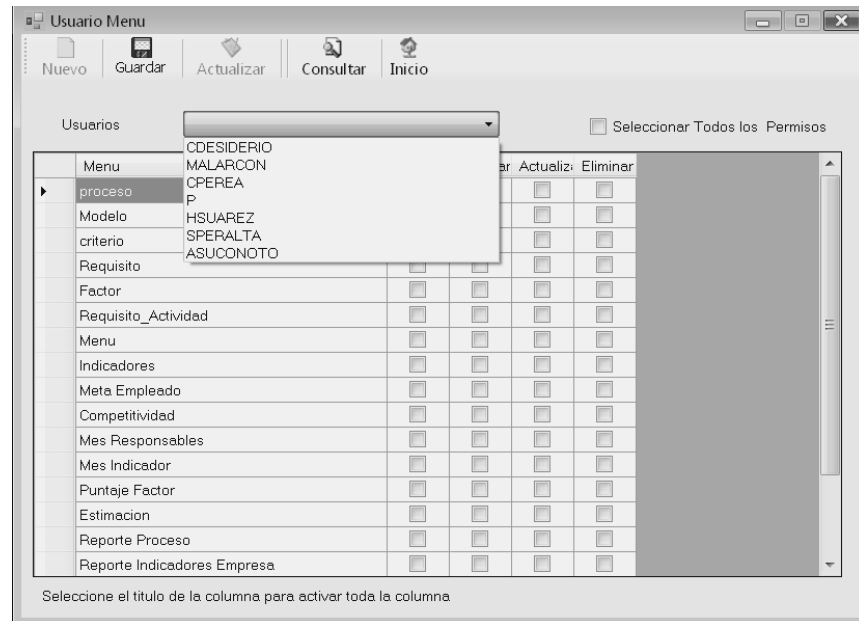 Usuario Menu
Nuevo Guardar Actualizar Consultar Inicio
Usuarios Seleccionar Todos los Permisos
CDESIDERIO
MALARCON
CPEREA
P
HSUAREZ
SPERALTA
ASUCONOTO
Menu ar Actualiz Eliminar
proceso
Modelo
criterio
Requisito
Factor
Requisito_Actividad
Menu
Indicadores
Meta Empleado
Competitividad
Mes Responsables
Mes Indicador
Puntaje Factor
Estimacion
Reporte Proceso
Reporte Indicadores Empresa
Seleccione el titulo de la columna para activar toda la columna